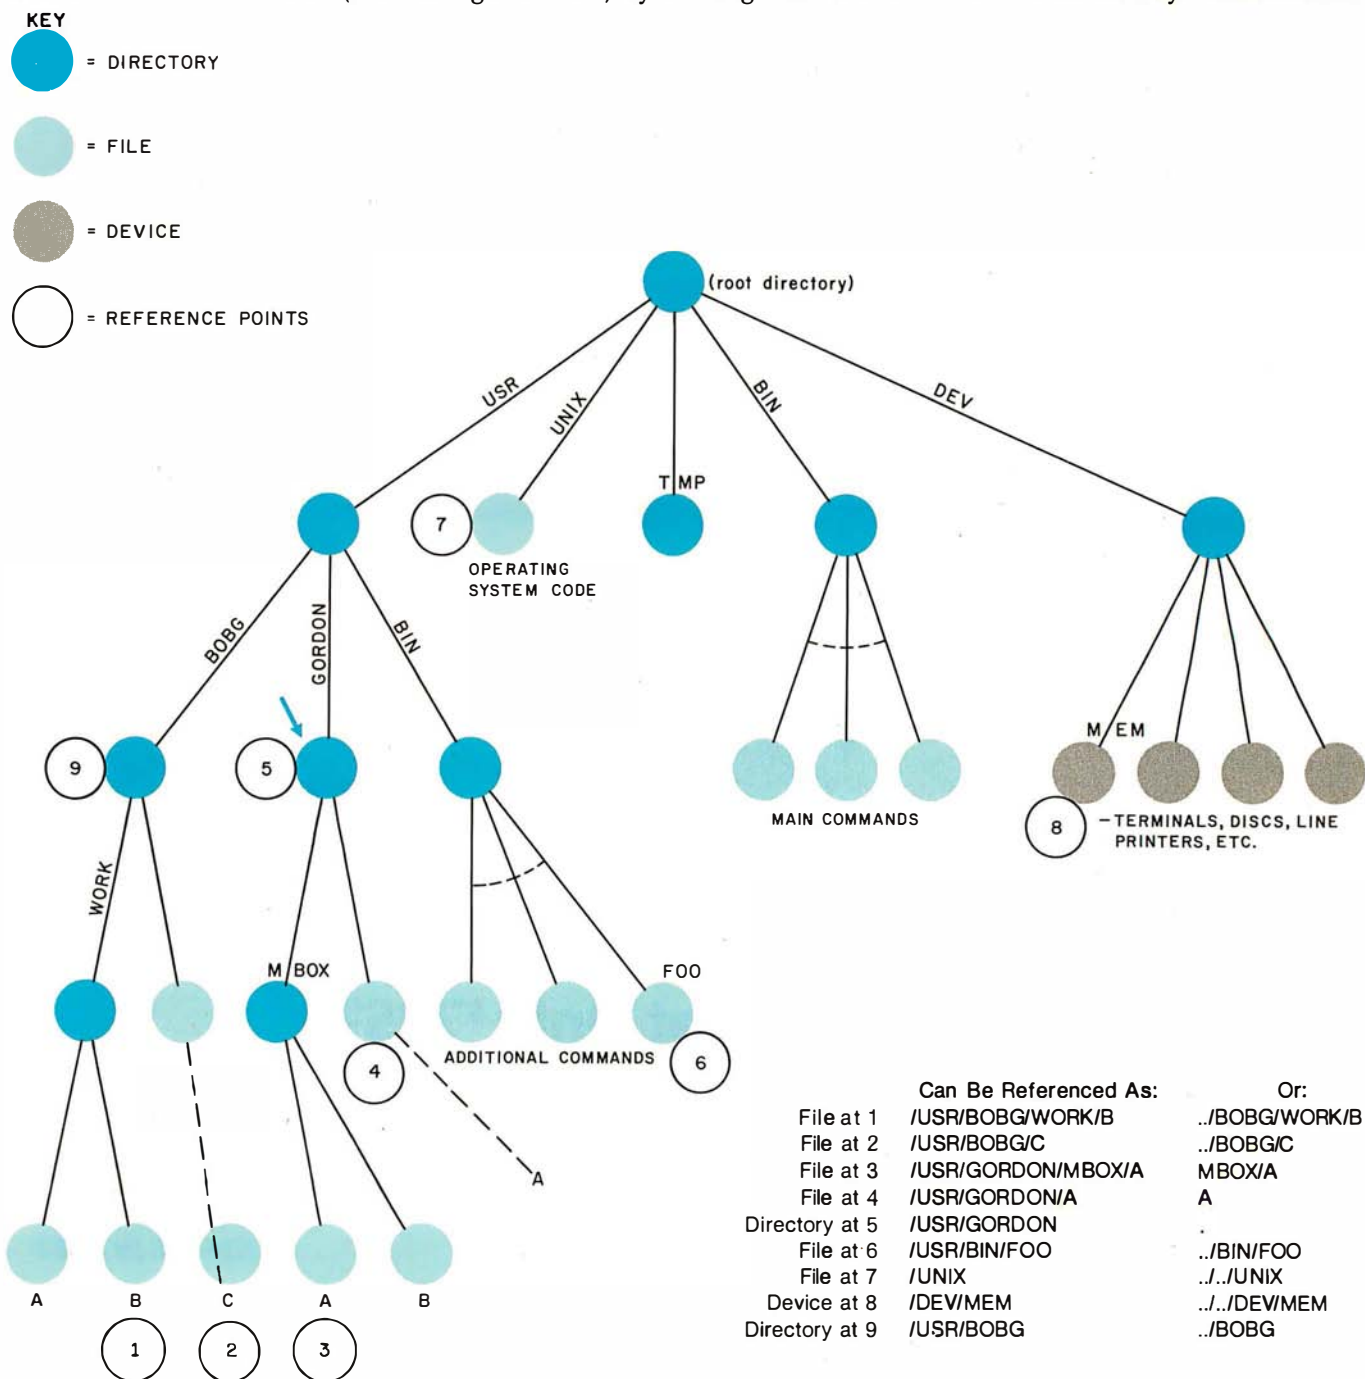 KEY
= DIRECTORY
= FILE
= DEVICE
= REFERENCE POINTS
(root directory)
USR
UNIX
TMP
BIN
DEV
7
OPERATING
SYSTEM CODE
BOBG
GORDON
BIN
9
5
MEM
MAIN COMMANDS
8
—TERMINALS, DISCS, LINE
PRINTERS, ETC.
WORK
MBOX
FOO
4
ADDITIONAL COMMANDS
6
A
A
B
C
A
B
1
2
3
Can Be Referenced As: Or:
File at 1 /USR/BOBG/WORK/B ../BOBG/WORK/B
File at 2 /USR/BOBG/C ../BOBG/C
File at 3 /USR/GORDON/MBOX/A MBOX/A
File at 4 /USR/GORDON/A A
Directory at 5 /USR/GORDON .
File at 6 /USR/BIN/FOO ../BIN/FOO
File at 7 /UNIX ../../UNIX
Device at 8 /DEV/MEM ../../DEV/MEM
Directory at 9 /USR/BOBG ../BOBG